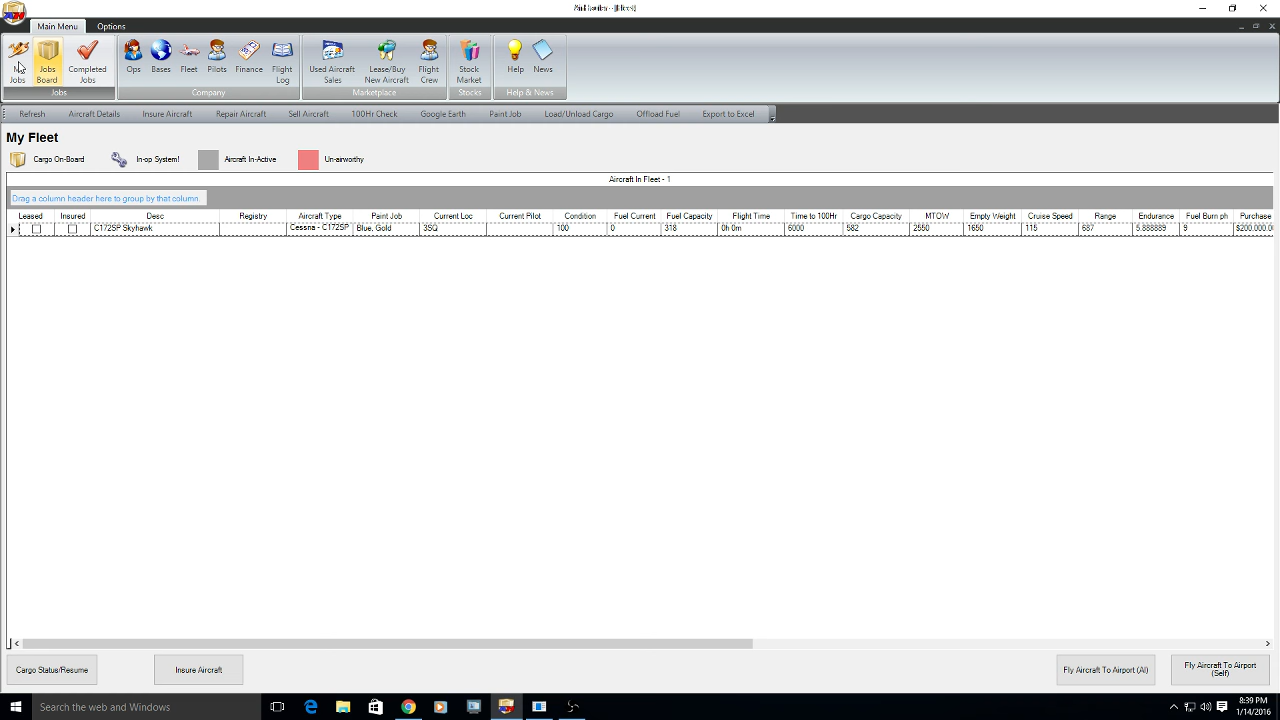 Main Menu Options
Jobs
Jobs Board
Completed Jobs
Ops Bases Fleet Pilots Finance Flight Log
Used Aircraft Sales
Lease/Buy New Aircraft
Flight Crew
Stock Market
Help News
Jobs Company Marketplace Stocks Help & News
Refresh Aircraft Details Insure Aircraft Repair Aircraft Sell Aircraft 100Hr Check Google Earth Paint Job Load/Unload Cargo Offload Fuel Export to Excel
My Fleet
Cargo On-Board In-op System! Aircraft In-Active Un-airworthy
Aircraft In Fleet - 1
Drag a column header here to group by that column.
Leased Insured Desc Registry Aircraft Type Paint Job Current Loc Current Pilot Condition Fuel Current Fuel Capacity Flight Time Time to 100Hr Cargo Capacity MTOW Empty Weight Cruise Speed Range Endurance Fuel Burn ph Purchase
C172SP Skyhawk Cessna - C172SP Blue, Gold 3SQ 100 0 318 0h 0m 6000 582 2550 1650 115 687 5.888889 9 $200,000.0
Cargo Status/Resume Insure Aircraft Fly Aircraft To Airport (AI) Fly Aircraft To Airport (Self)
Search the web and Windows
8:39 PM
1/14/2016